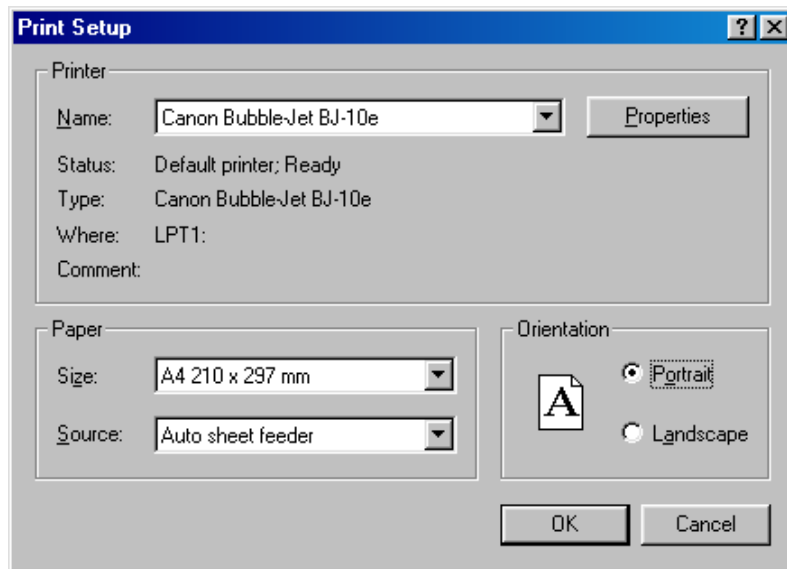 Print Setup
Printer
Name: Canon Bubble-Jet BJ-10e Properties
Status: Default printer; Ready
Type: Canon Bubble-Jet BJ-10e
Where: LPT1:
Comment:
Paper
Size: A4 210 x 297 mm
Source: Auto sheet feeder
Orientation
A
Portrait
Landscape
OK Cancel